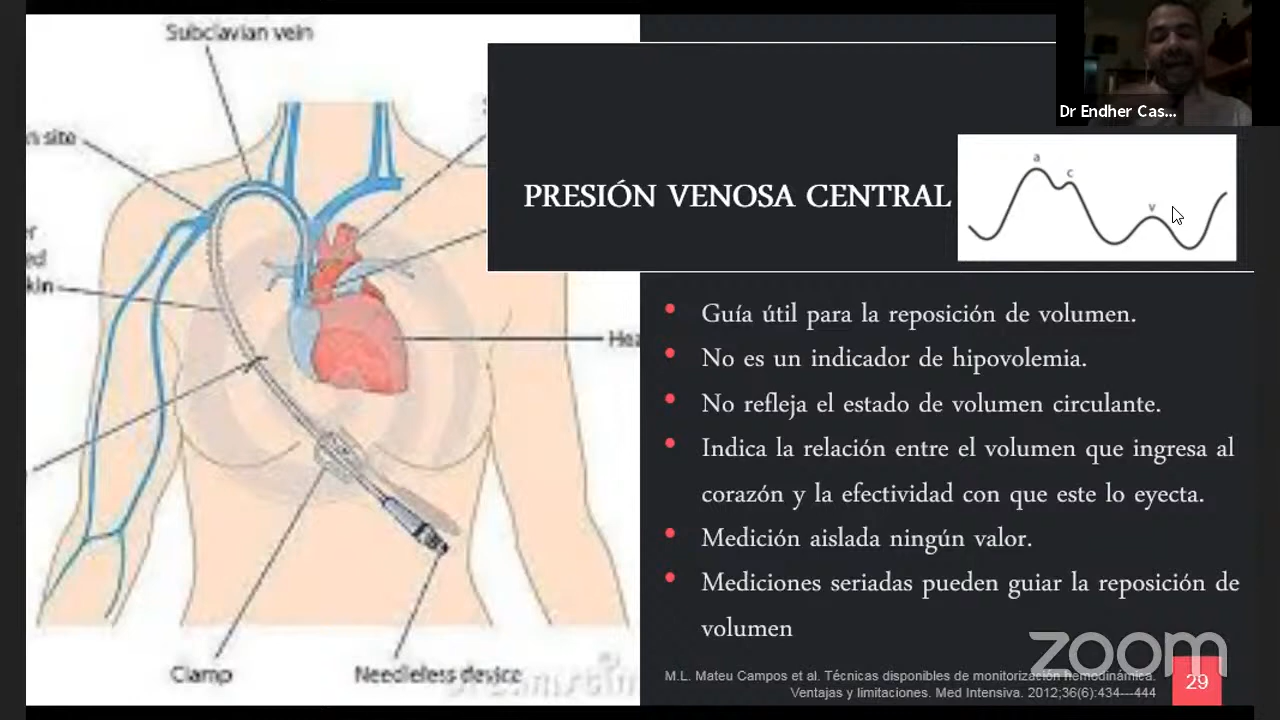 Subclavian vein
n site
kin
Hea
Clamp
Needleless device
Dr Endher Cas...
PRESIÓN VENOSA CENTRAL
a
c
v
• Guía útil para la reposición de volumen.
• No es un indicador de hipovolemia.
• No refleja el estado de volumen circulante.
• Indica la relación entre el volumen que ingresa al
corazón y la efectividad con que este lo eyecta.
• Medición aislada ningún valor.
• Mediciones seriadas pueden guiar la reposición de
volumen
zoom
M.L. Mateu Campos et al. Técnicas disponibles de monitorización hemodinámica.
Ventajas y limitaciones. Med Intensiva. 2012;36(6):434---444
29